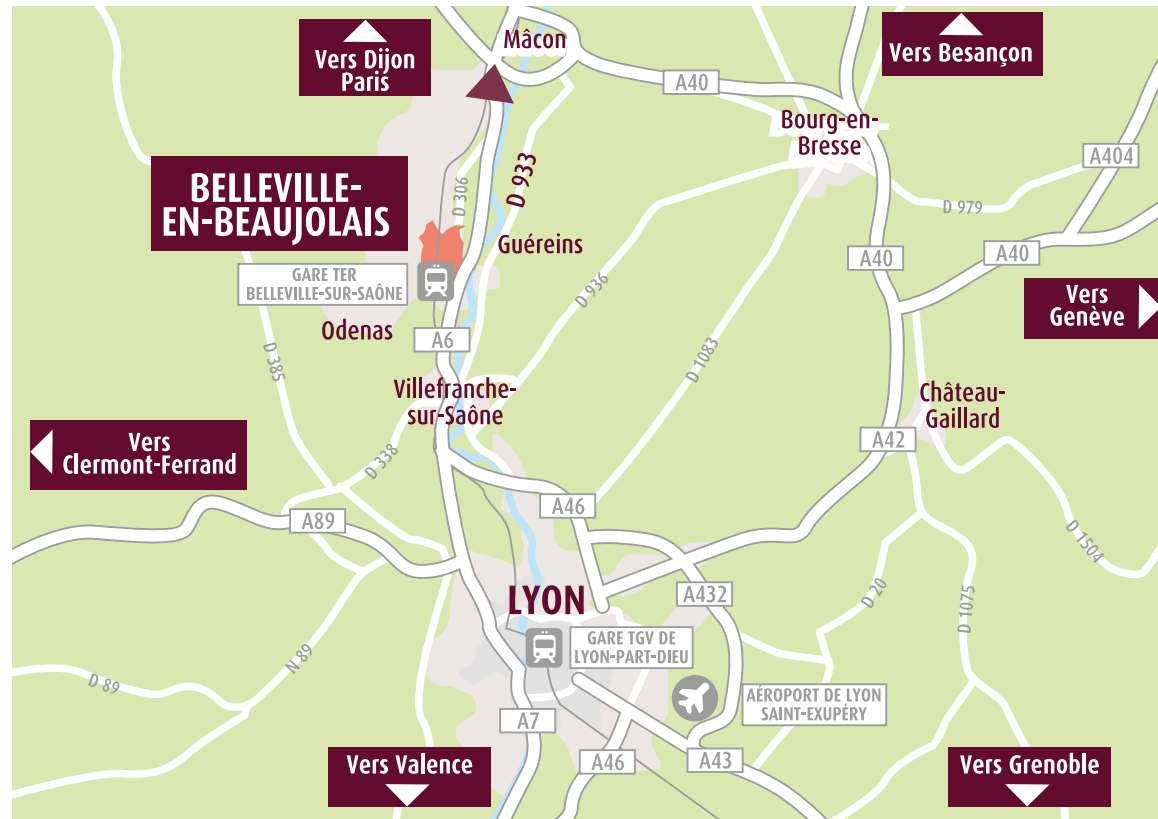 Vers Dijon
Paris
Mâcon
Vers Besançon
A40
Bourg-en-
Bresse
A404
BELLEVILLE-
EN-BEAUJOLAIS
D 306
D 933
D 979
Guéreins
A40
A40
GARE TER
BELLEVILLE-SUR-SAÔNE
D 936
Vers
Genève
Odenas
A6
D 385
D 1083
Villefranche-
sur-Saône
Château-
Gaillard
Vers
Clermont-Ferrand
D 338
A42
A89
A46
D 1504
LYON
A432
D 20
D 1075
GARE TGV DE
LYON-PART-DIEU
N 89
D 89
AÉROPORT DE LYON
SAINT-EXUPÉRY
A7
Vers Valence
A46
A43
Vers Grenoble